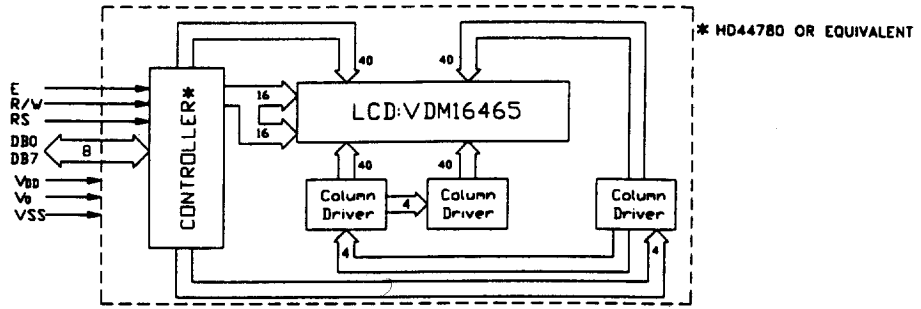 * HD44780 OR EQUIVALENT
40
40
E
R/W
RS
DB0
DB7
8
VDD
V0
VSS
CONTROLLER*
16
16
LCD:VDM16465
40
40
Column
Driver
4
Column
Driver
Column
Driver
4
4